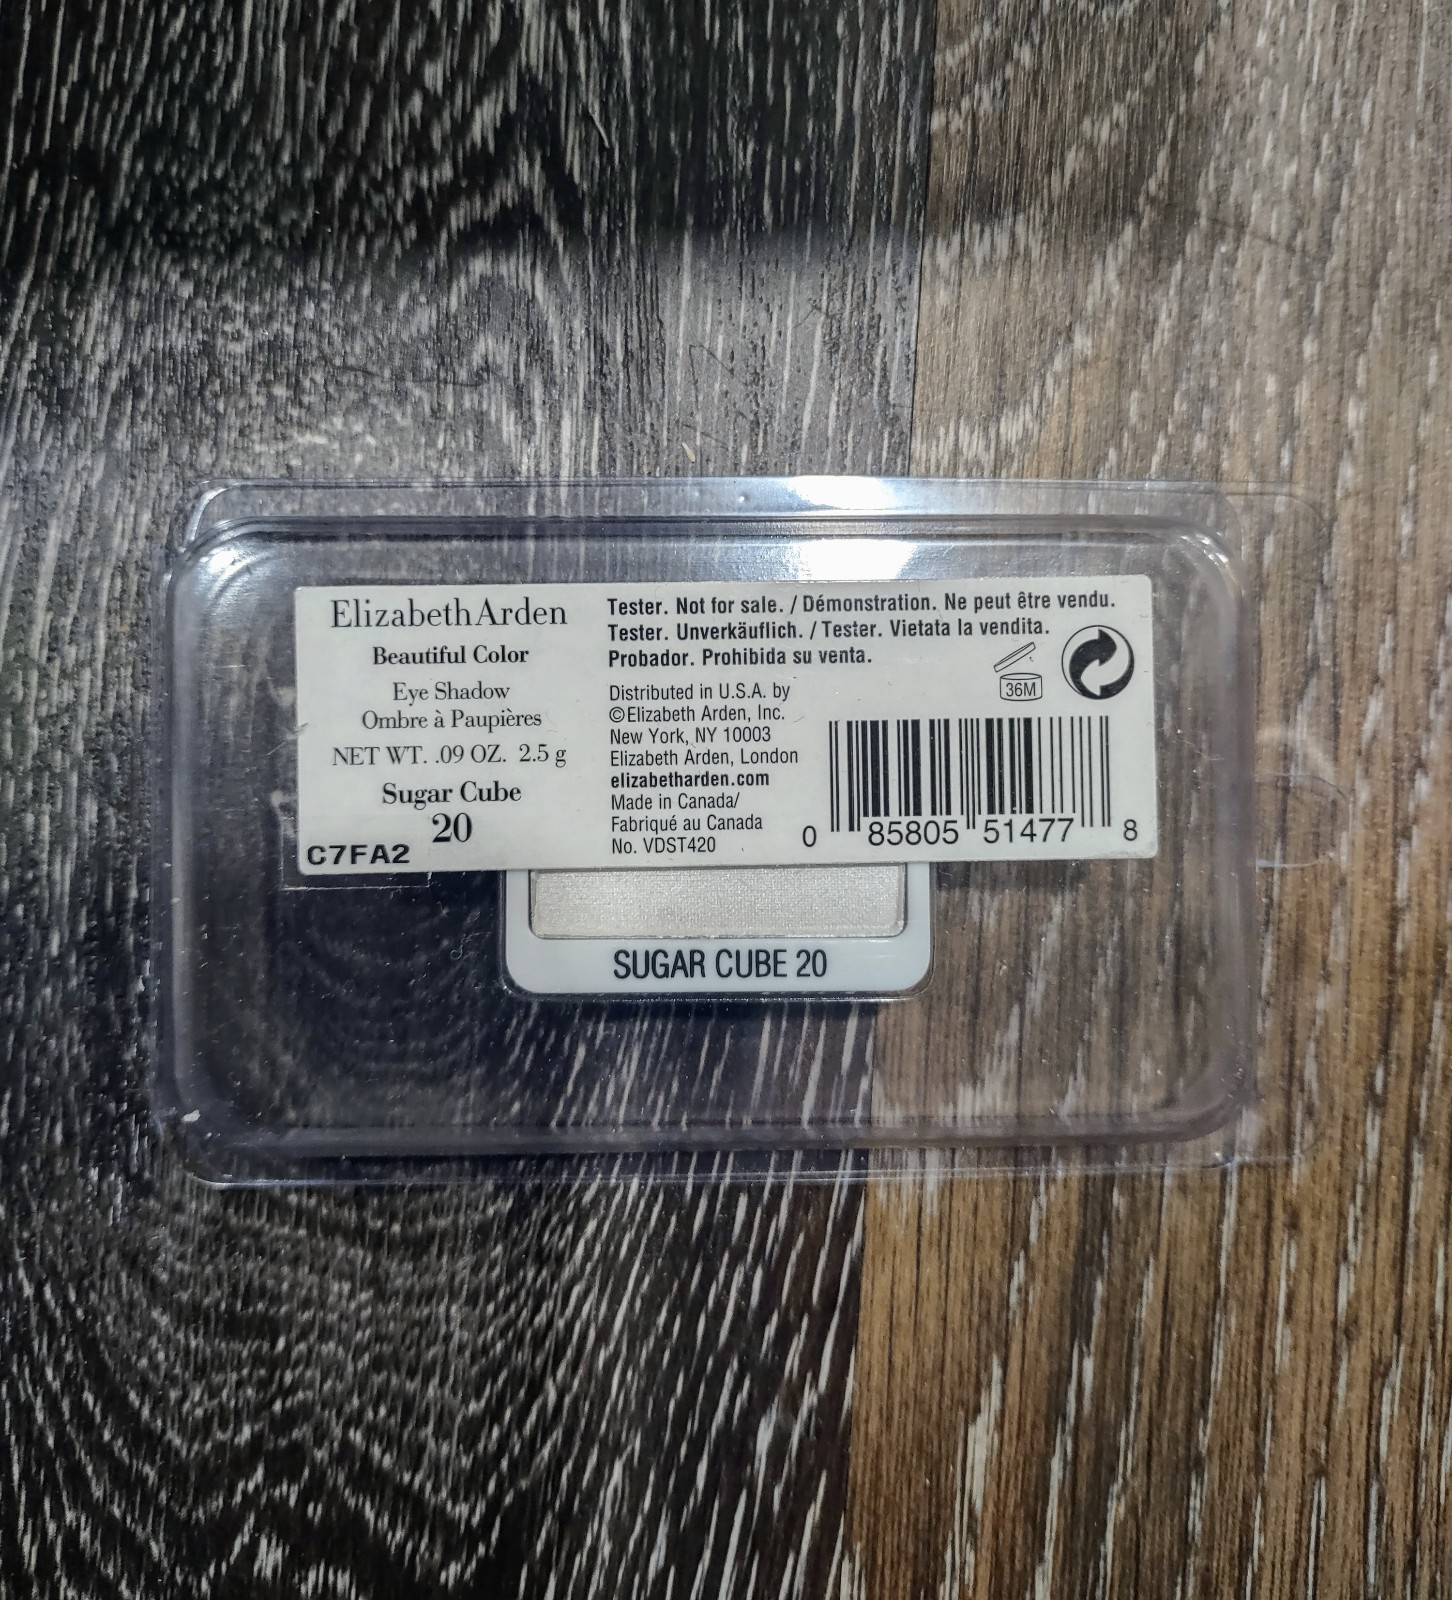 Elizabeth Arden
Beautiful Color
Eye Shadow
Ombre à Paupières
NET WT. .09 OZ. 2.5 g
Sugar Cube
20
C7FA2
Tester. Not for sale. / Démonstration. Ne peut être vendu.
Tester. Unverkäuflich. / Tester. Vietata la vendita.
Probador. Prohibida su venta.
Distributed in U.S.A. by
©Elizabeth Arden, Inc.
New York, NY 10003
Elizabeth Arden, London
elizabetharden.com
Made in Canada/
Fabriqué au Canada
No. VDST420
36M
0 85805 51477 8
SUGAR CUBE 20